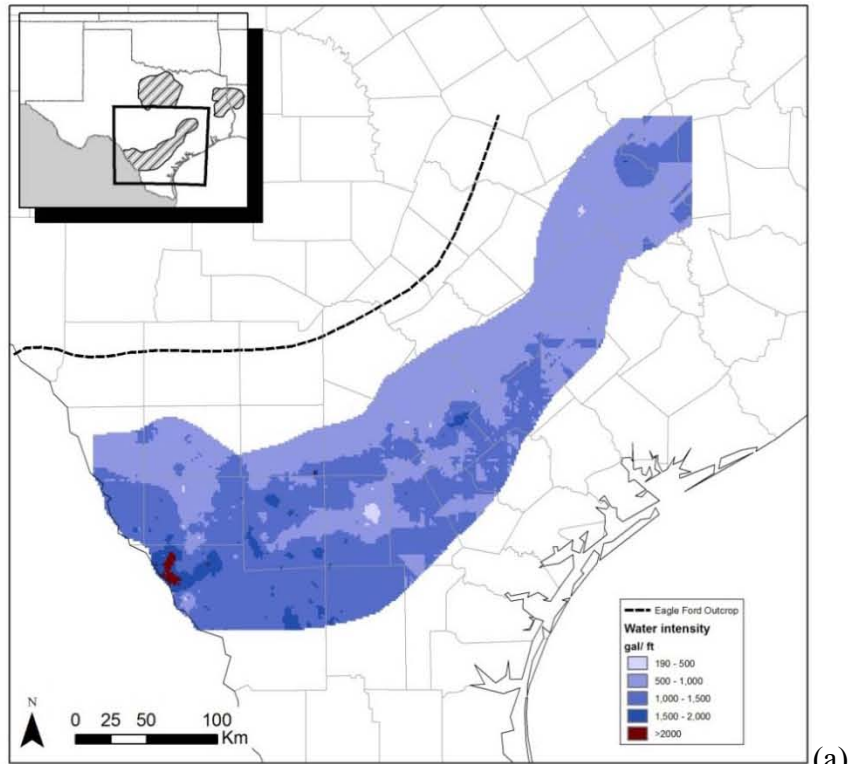 Eagle Ford Outcrop
Water intensity
gal/ ft
190 - 500
500 - 1,000
1,000 - 1,500
1,500 - 2,000
>2000
N
0 25 50 100
Km
(a)